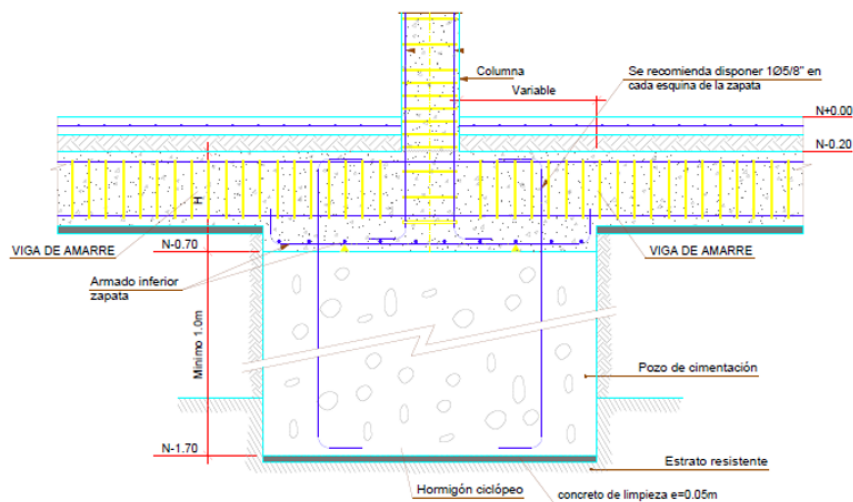 Columna
Variable
Se recomienda disponer 1Ø5/8" en
cada esquina de la zapata
N+0.00
N-0.20
H
VIGA DE AMARRE
N-0.70
VIGA DE AMARRE
Armado inferior
zapata
Mínimo 1.0m
Pozo de cimentación
N-1.70
Estrato resistente
Hormigón ciclópeo
concreto de limpieza e=0.05m